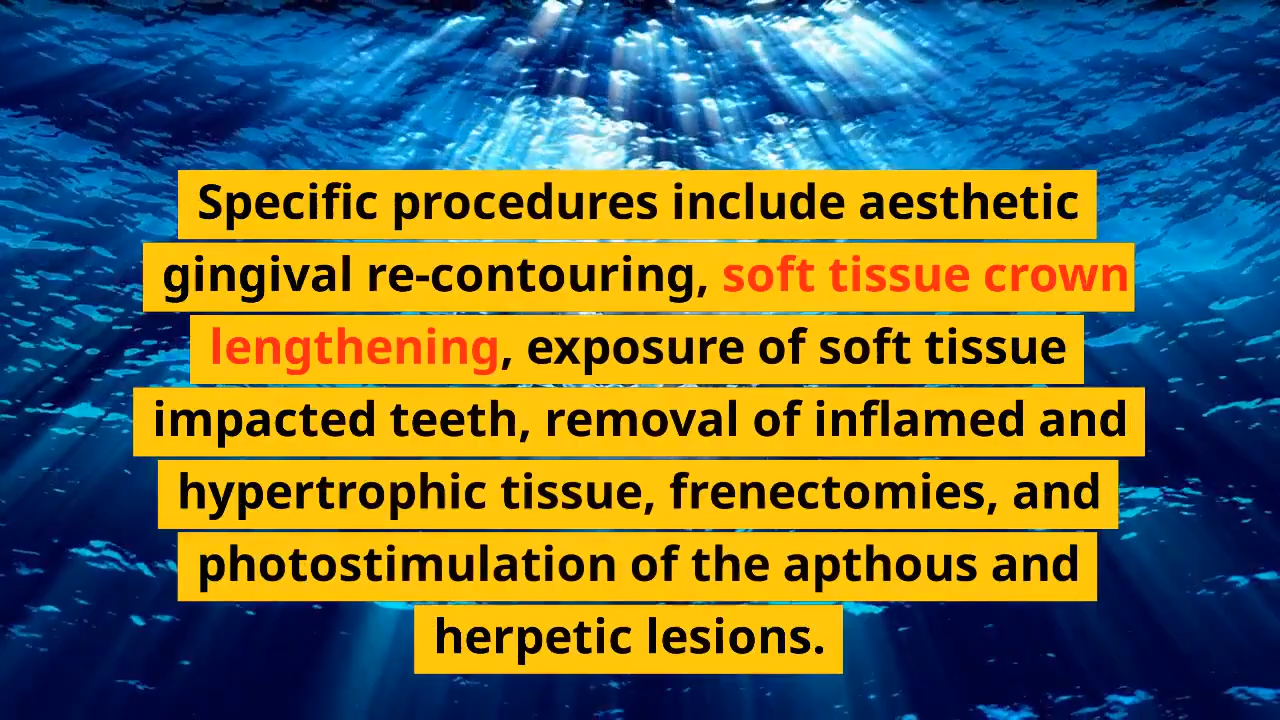 Specific procedures include aesthetic
gingival re-contouring, soft tissue crown
lengthening, exposure of soft tissue
impacted teeth, removal of inflamed and
hypertrophic tissue, frenectomies, and
photostimulation of the apthous and
herpetic lesions.